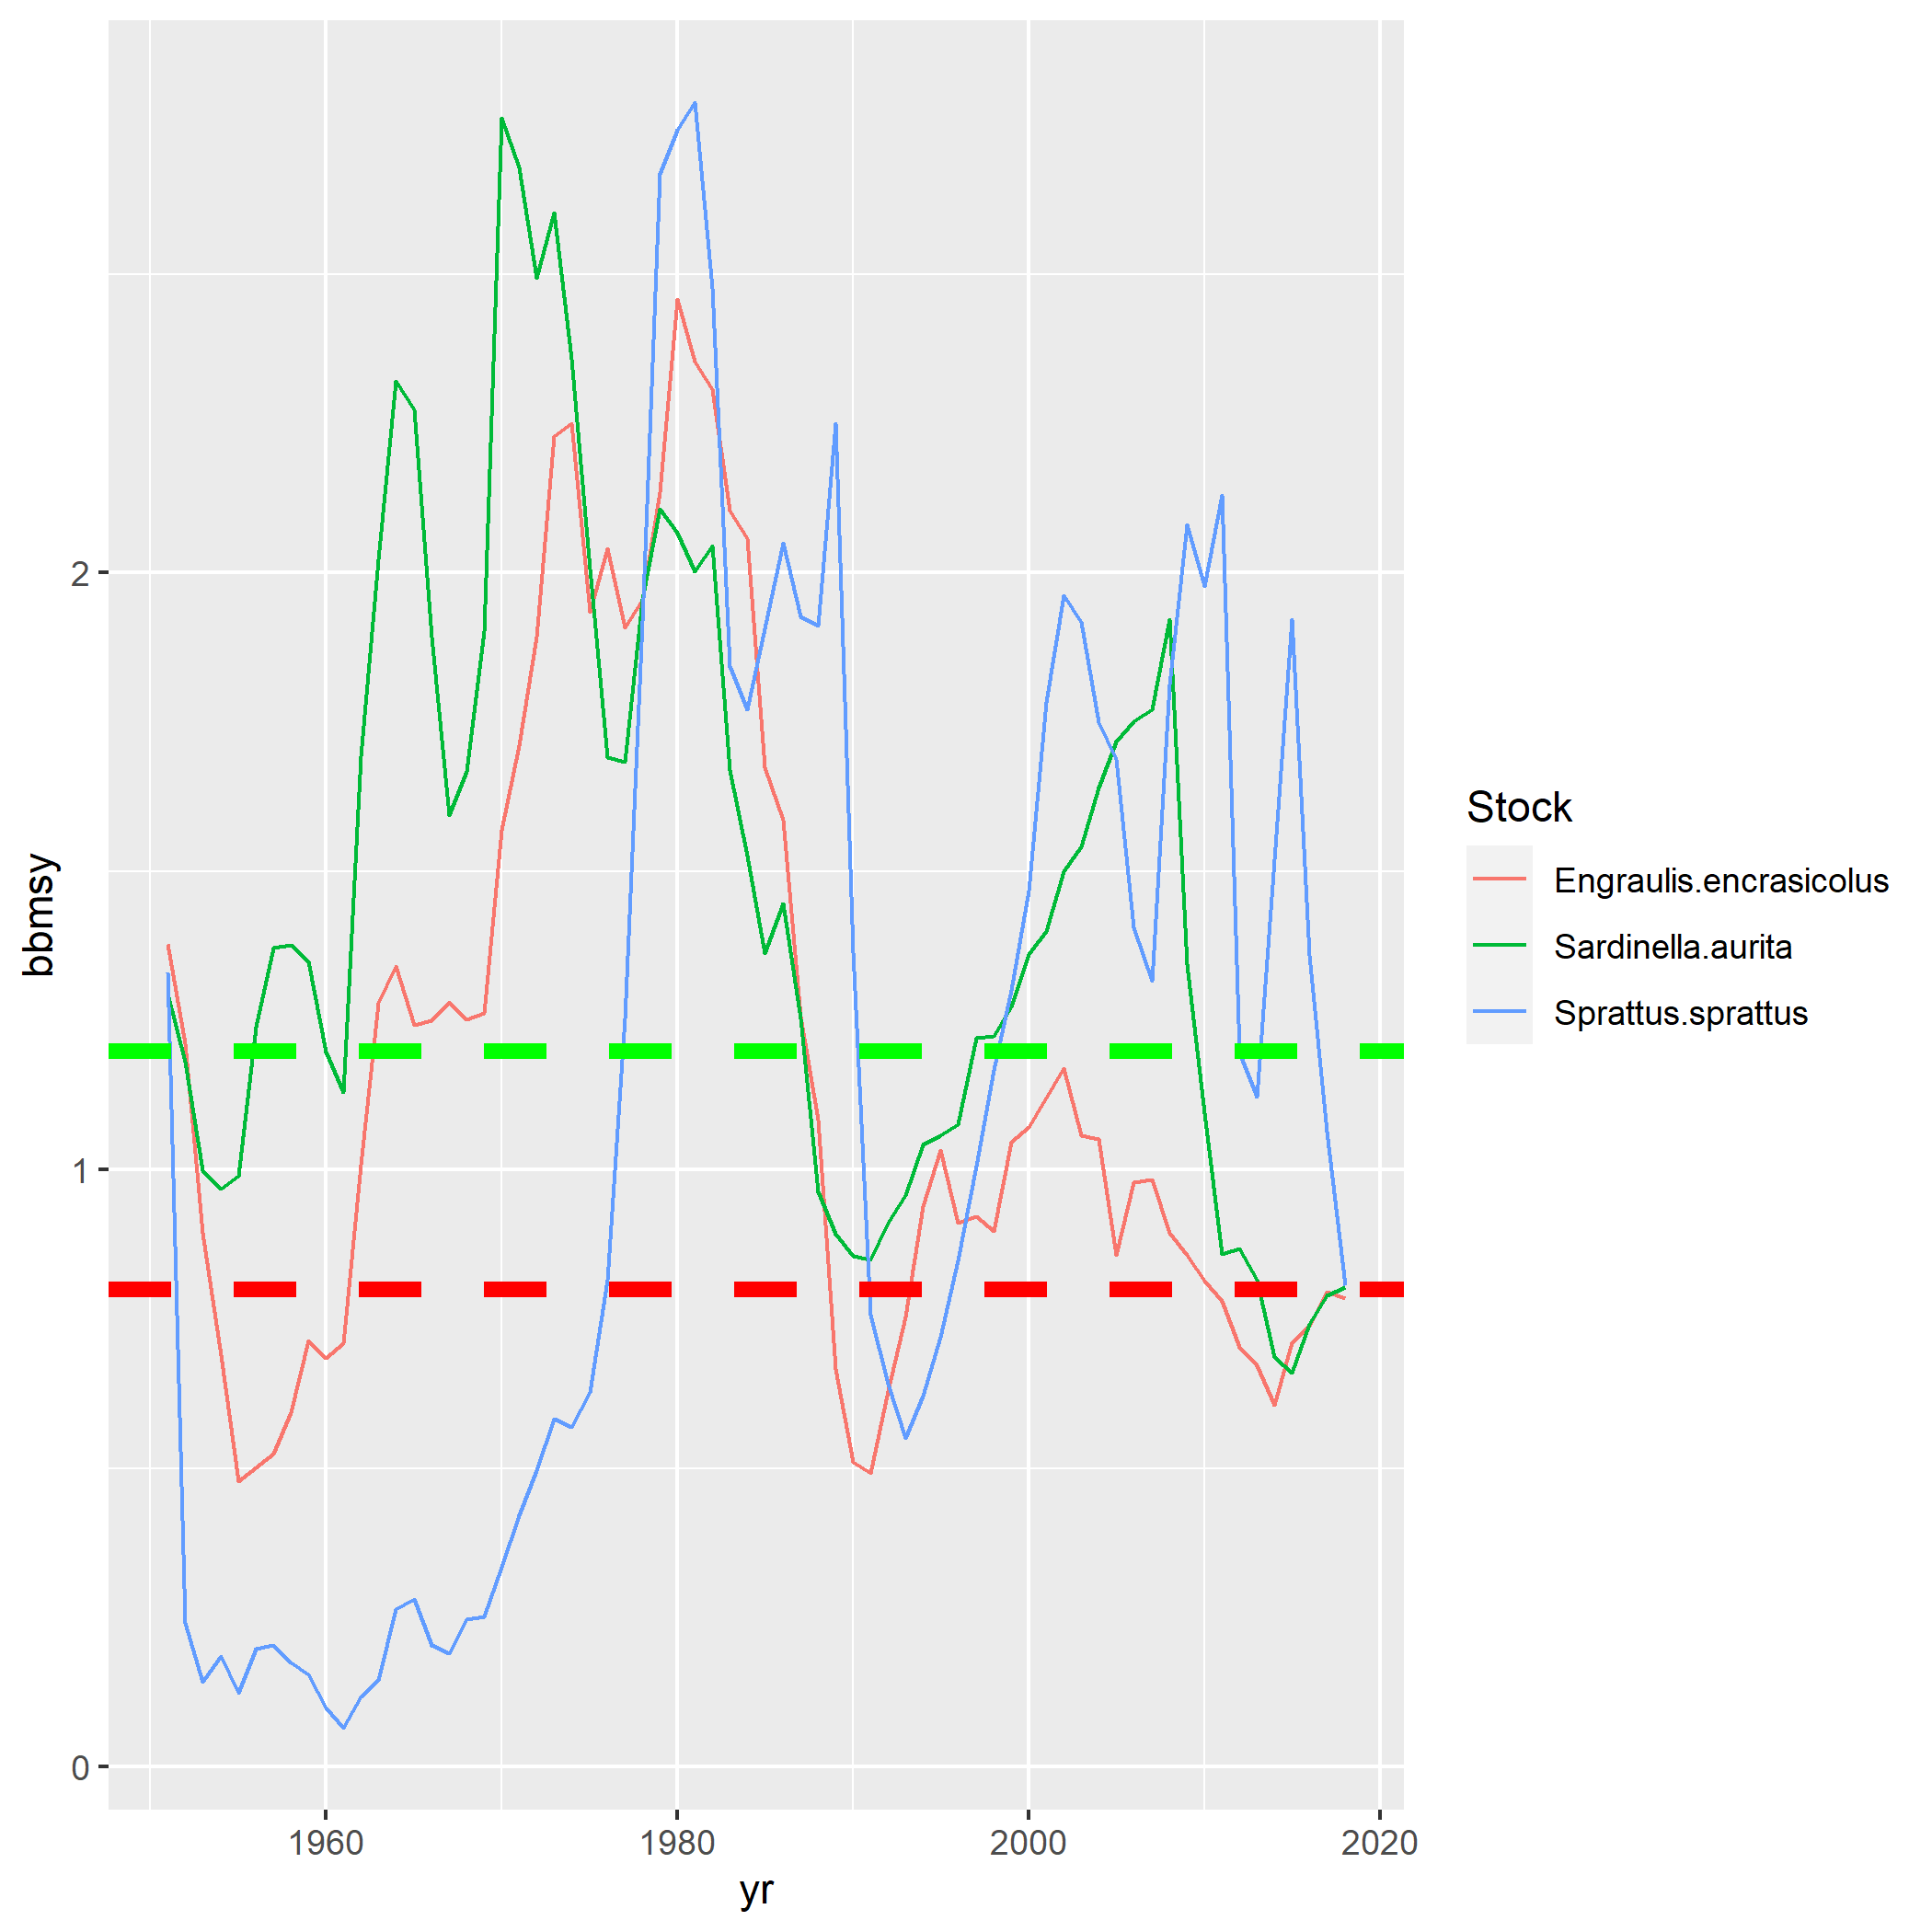 bbmsy
2
1
0
1960 1980 2000 2020
yr
Stock
Engraulis.encrasicolus
Sardinella.aurita
Sprattus.sprattus